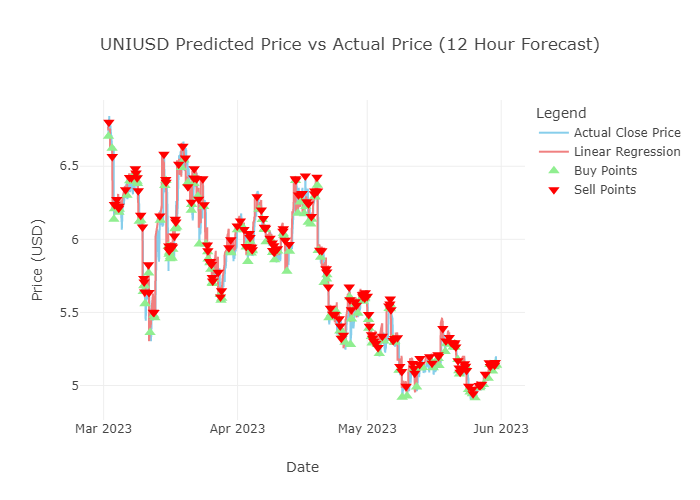 UNIUSD Predicted Price vs Actual Price (12 Hour Forecast)
Legend
Actual Close Price
Linear Regression
Buy Points
Sell Points
Price (USD)
6.5
6
5.5
5
Mar 2023
Apr 2023
May 2023
Jun 2023
Date